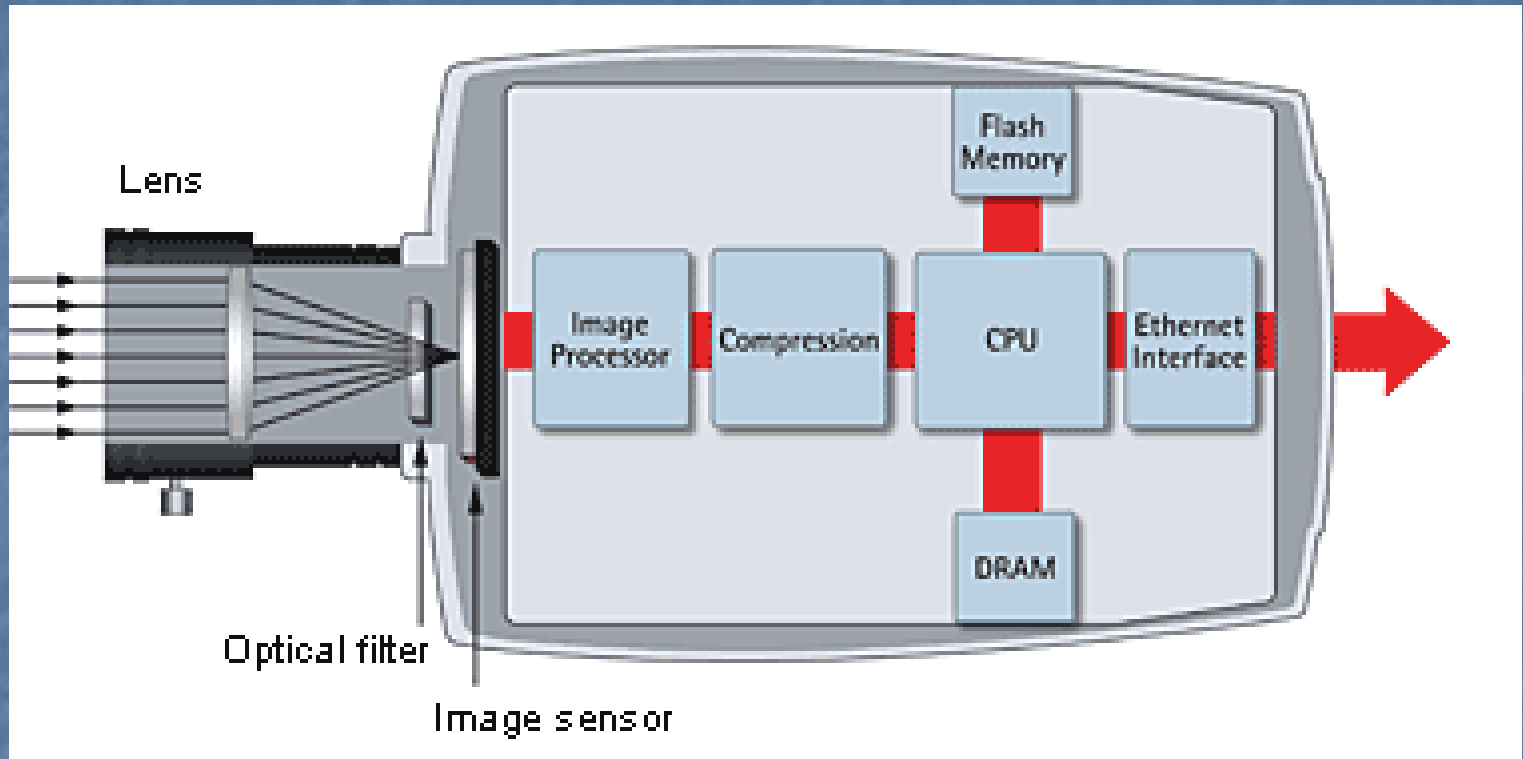 Lens
Flash
Memory
Image
Processor
Compression
CPU
Ethernet
Interface
DRAM
Optical filter
Image sensor